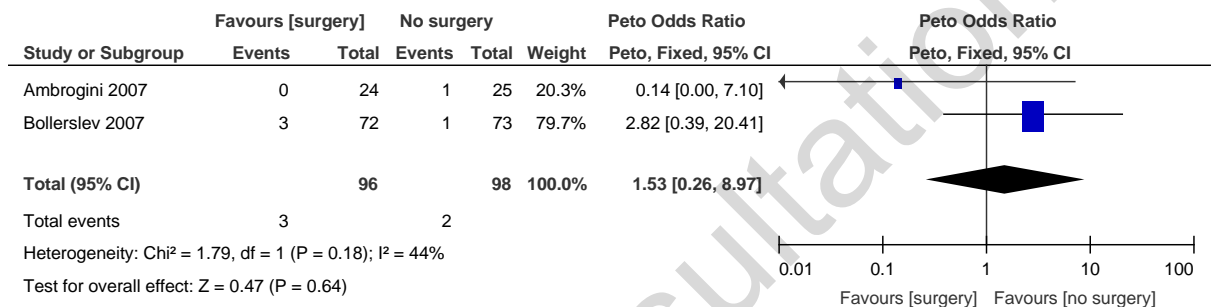 Favours [surgery] No surgery Peto Odds Ratio Peto Odds Ratio
Study or Subgroup Events Total Events Total Weight Peto, Fixed, 95% CI Peto, Fixed, 95% CI
Ambrogini 2007 0 24 1 25 20.3% 0.14 [0.00, 7.10]
Bollerslev 2007 3 72 1 73 79.7% 2.82 [0.39, 20.41]
Total (95% CI) 96 98 100.0% 1.53 [0.26, 8.97]
Total events 3 2
Heterogeneity: Chi² = 1.79, df = 1 (P = 0.18); I² = 44%
Test for overall effect: Z = 0.47 (P = 0.64)
0.01 0.1 1 10 100
Favours [surgery] Favours [no surgery]